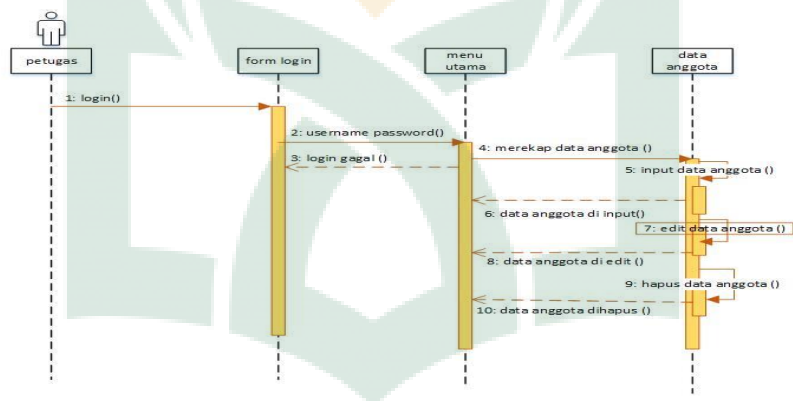 petugas
form login
menu
utama
data
anggota
1: login()
2: username password()
3: login gagal ()
4: merekap data anggota ()
5: input data anggota ()
6: data anggota di input()
7: edit data anggota ()
8: data anggota di edit ()
9: hapus data anggota ()
10: data anggota dihapus ()